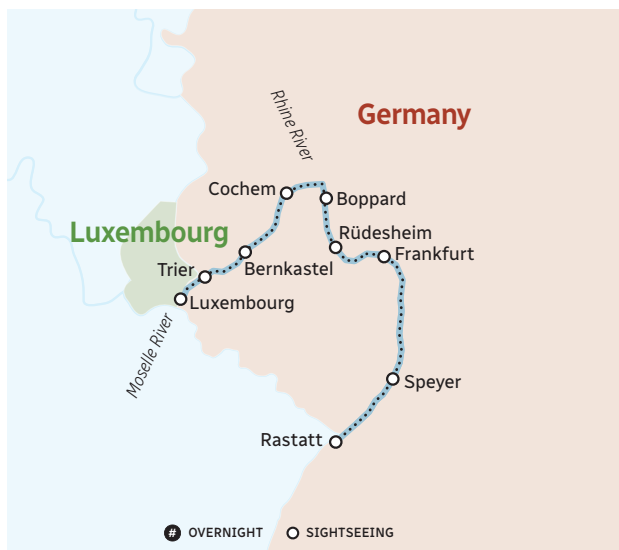 Rhine River
Germany
Cochem
Boppard
Luxembourg
Rüdesheim
Frankfurt
Trier
Bernkastel
Luxembourg
Moselle River
Speyer
Rastatt
# OVERNIGHT
SIGHTSEEING